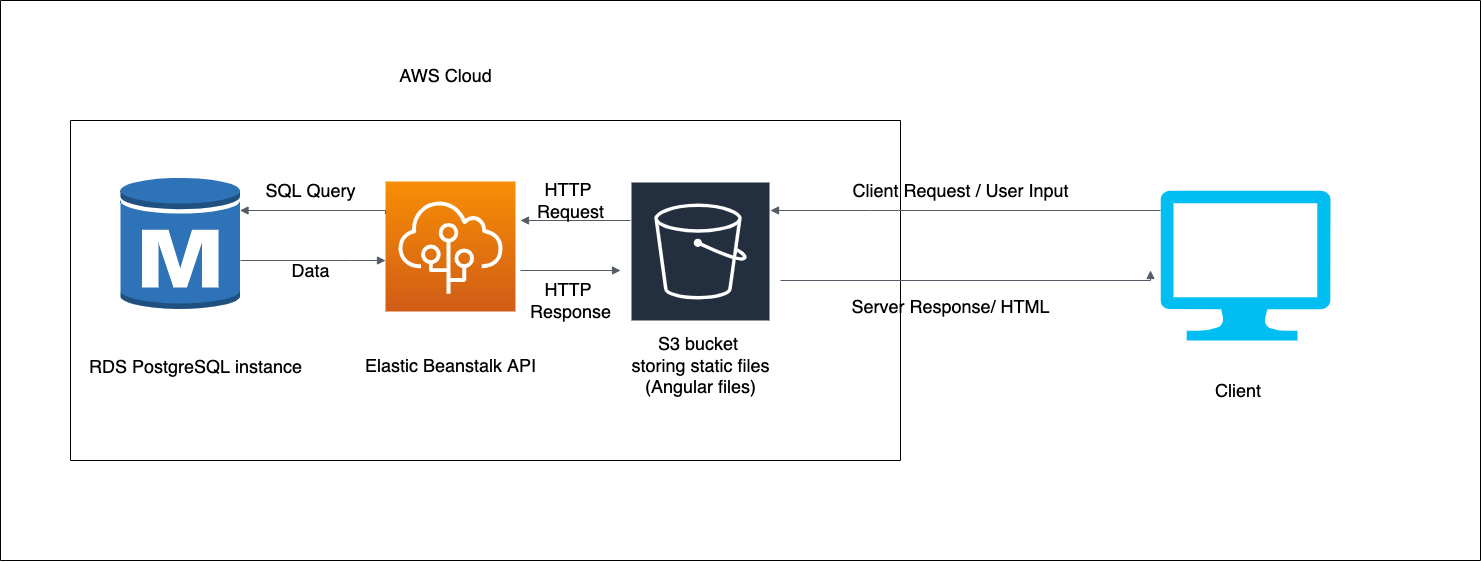 AWS Cloud
SQL Query
HTTP
Request
Client Request / User Input
M
Data
HTTP
Response
Server Response/ HTML
RDS PostgreSQL instance
Elastic Beanstalk API
S3 bucket
storing static files
(Angular files)
Client